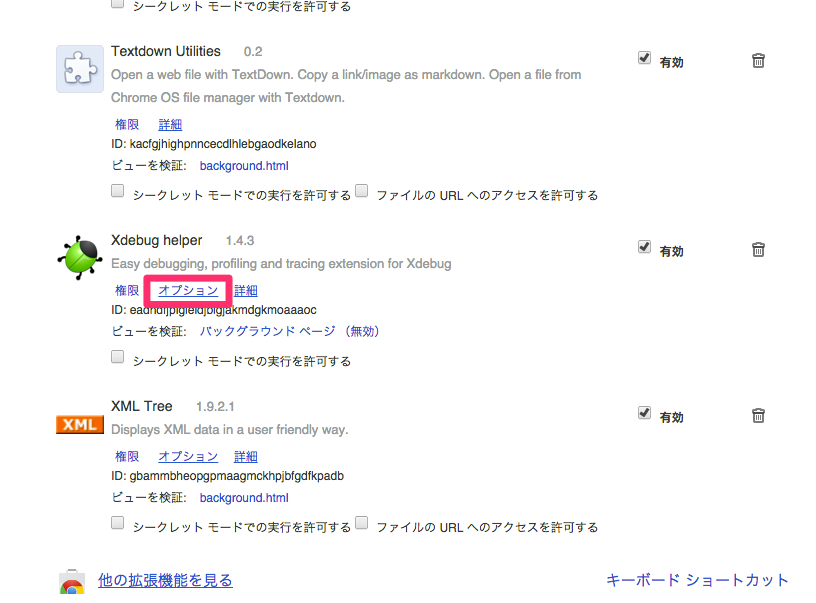 シークレット モードでの実行を許可する
Textdown Utilities 0.2
有効
Open a web file with TextDown. Copy a link/image as markdown. Open a file from
Chrome OS file manager with Textdown.
権限 詳細
ID: kacfgjhighpnncecdlhlebgaodkelano
ビューを検証: background.html
シークレット モードでの実行を許可する ファイルの URL へのアクセスを許可する
Xdebug helper 1.4.3
有効
Easy debugging, profiling and tracing extension for Xdebug
権限 オプション 詳細
ID: eadndfjplgieldjbigjakmdgkmoaaaoc
ビューを検証: バックグラウンド ページ （無効）
シークレット モードでの実行を許可する
XML
XML Tree 1.9.2.1
有効
Displays XML data in a user friendly way.
権限 オプション 詳細
ID: gbammbheopgpmaagmckhpjbfgdfkpadb
ビューを検証: background.html
シークレット モードでの実行を許可する ファイルの URL へのアクセスを許可する
他の拡張機能を見る
キーボード ショートカット